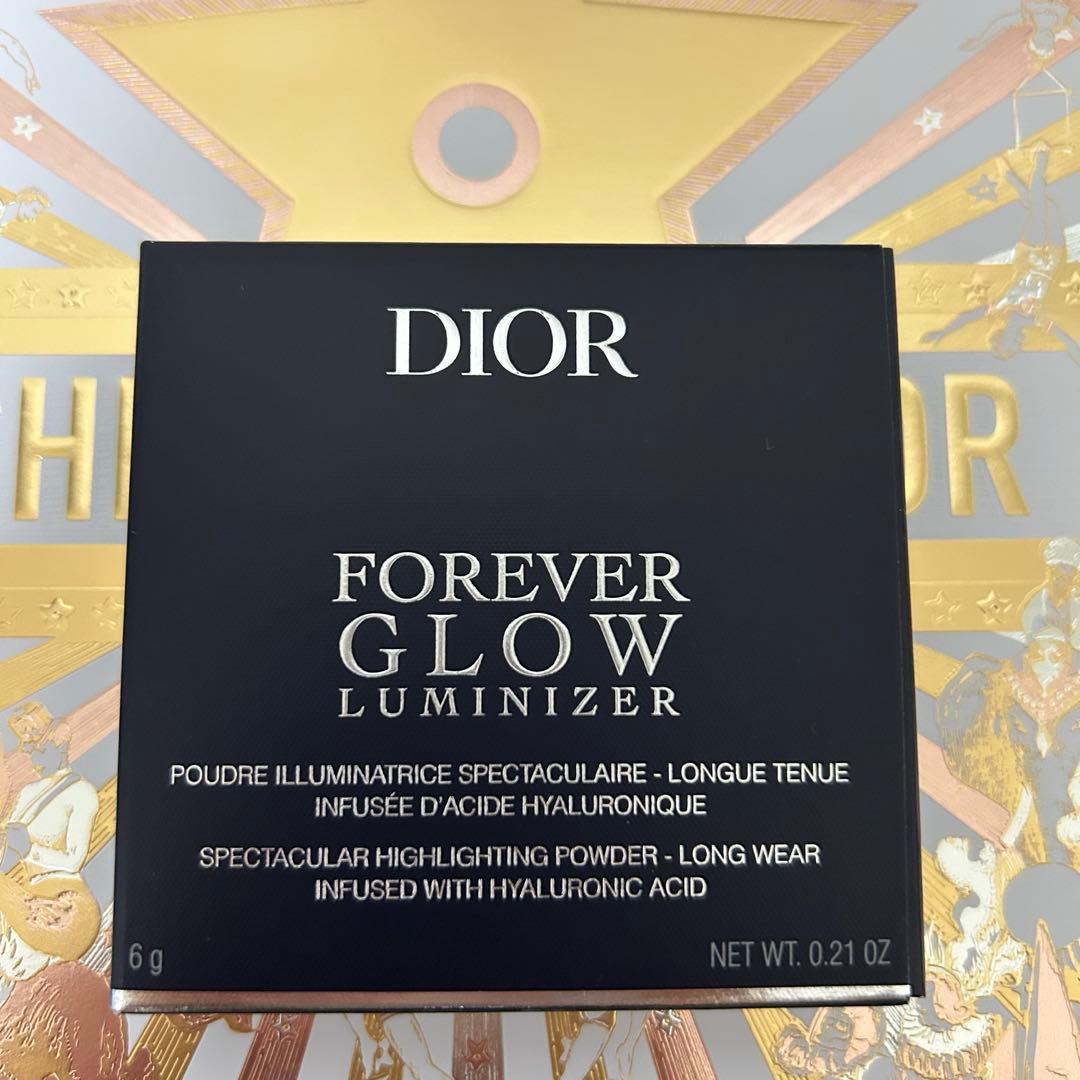 DIOR
FOREVER
GLOW
LUMINIZER
POUDRE ILLUMINATRICE SPECTACULAIRE - LONGUE TENUE
INFUSÉE D'ACIDE HYALURONIQUE
SPECTACULAR HIGHLIGHTING POWDER - LONG WEAR
INFUSED WITH HYALURONIC ACID
6 g
NET WT. 0.21 OZ